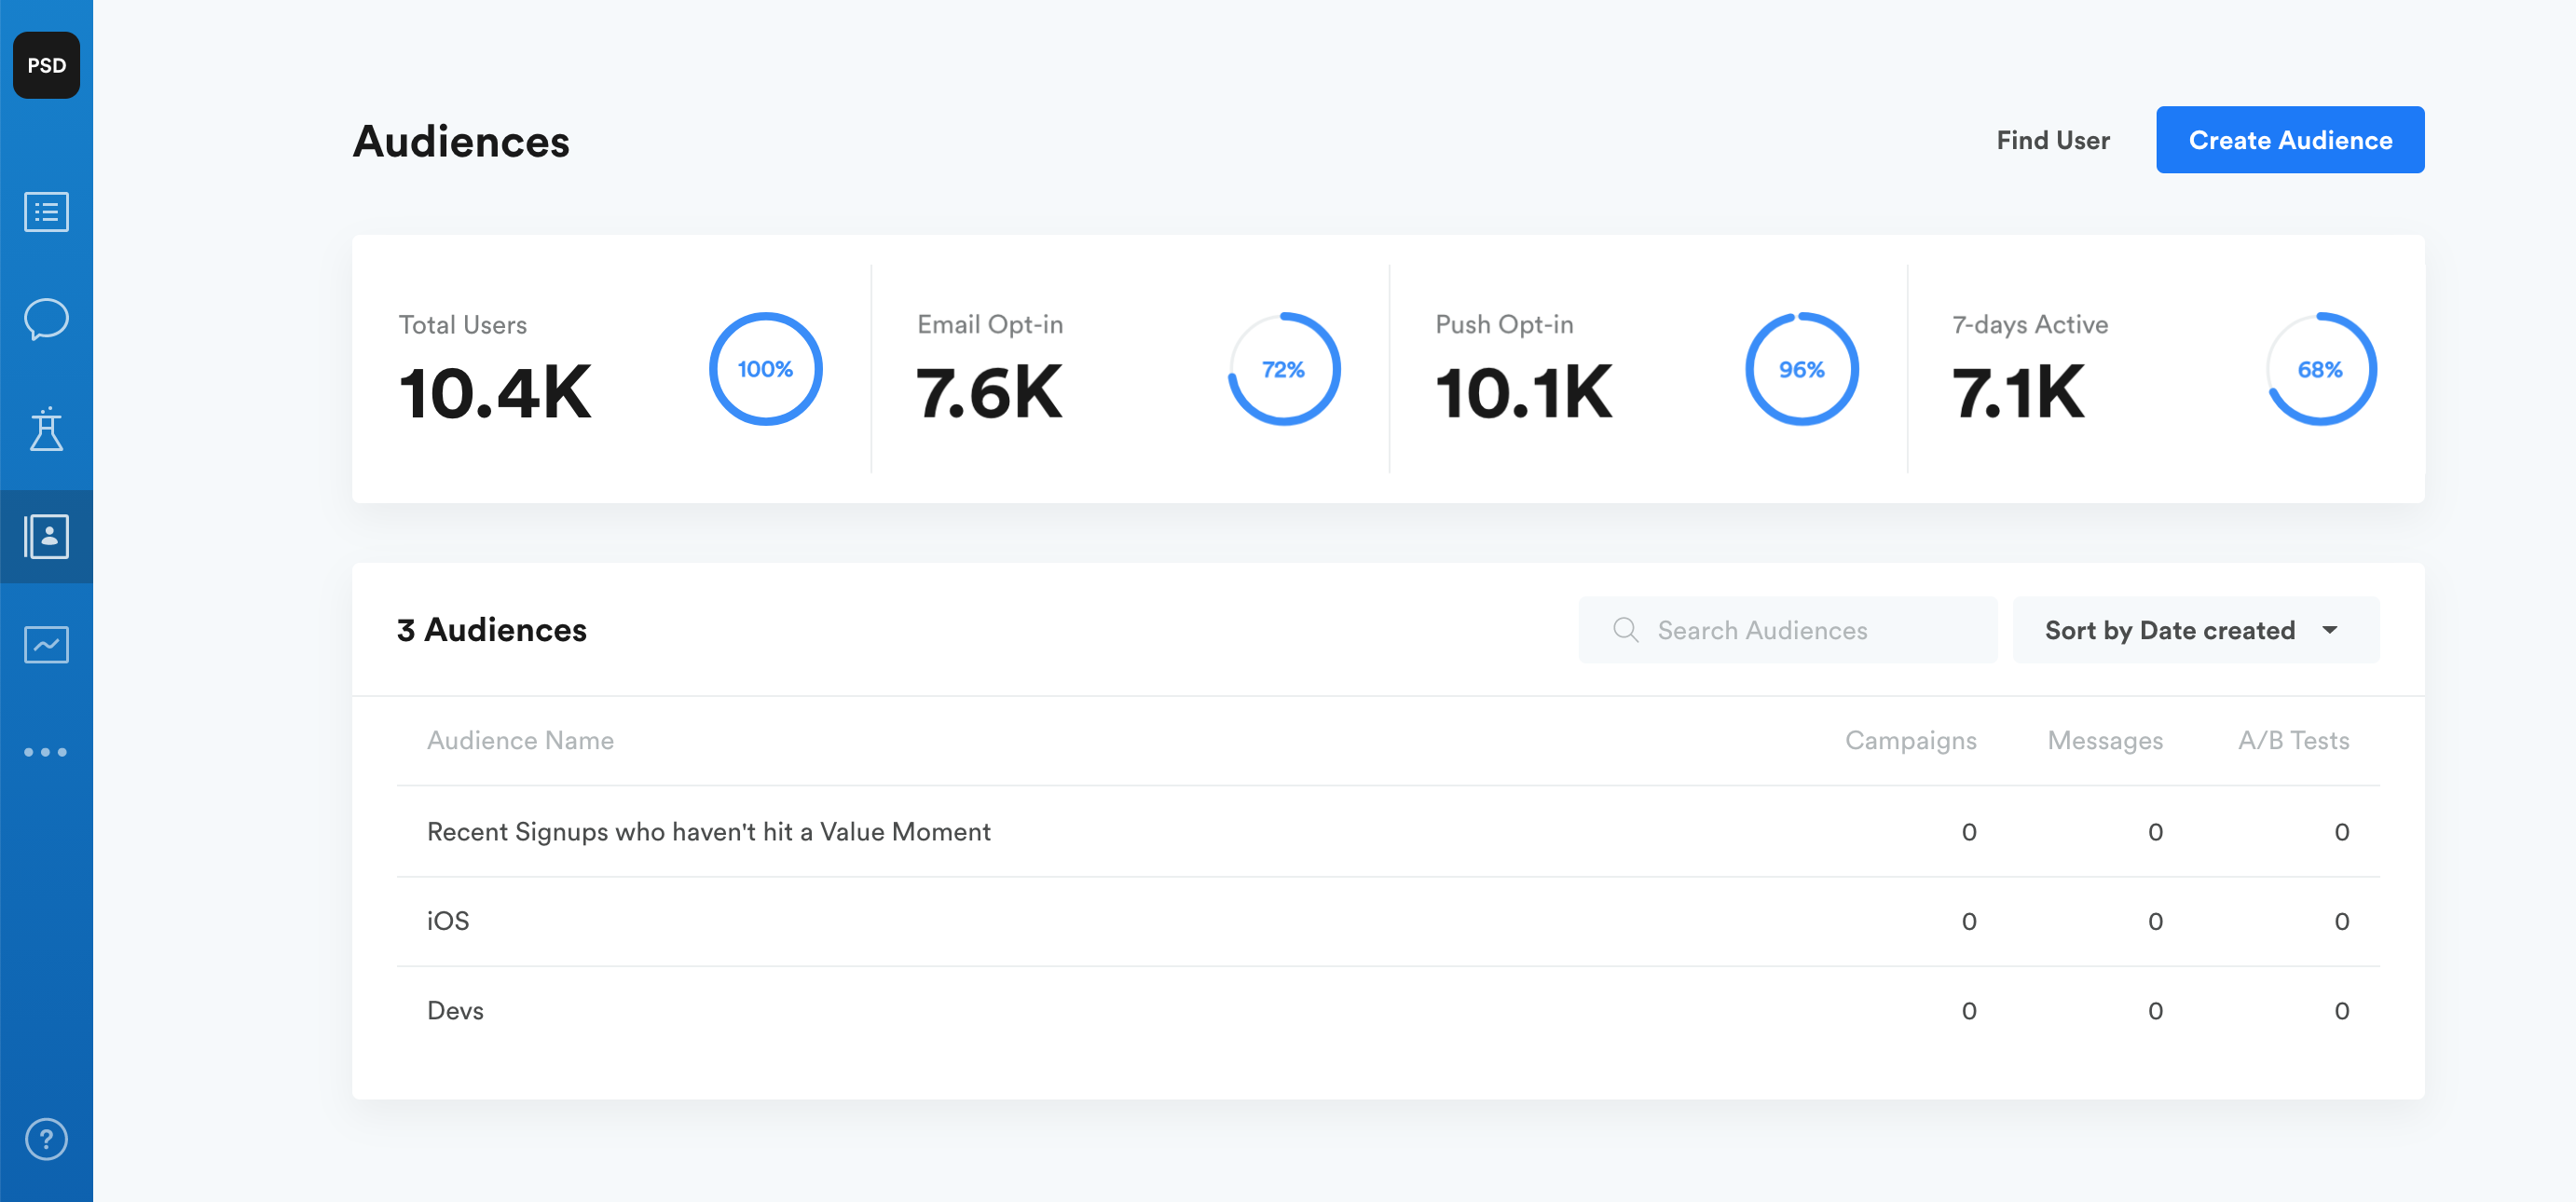 PSD
Audiences
Find User
Create Audience
Total Users
10.4K
100%
Email Opt-in
7.6K
72%
Push Opt-in
10.1K
96%
7-days Active
7.1K
68%
3 Audiences
Search Audiences
Sort by Date created
Audience Name Campaigns Messages A/B Tests
Recent Signups who haven't hit a Value Moment 0 0 0
iOS 0 0 0
Devs 0 0 0
?